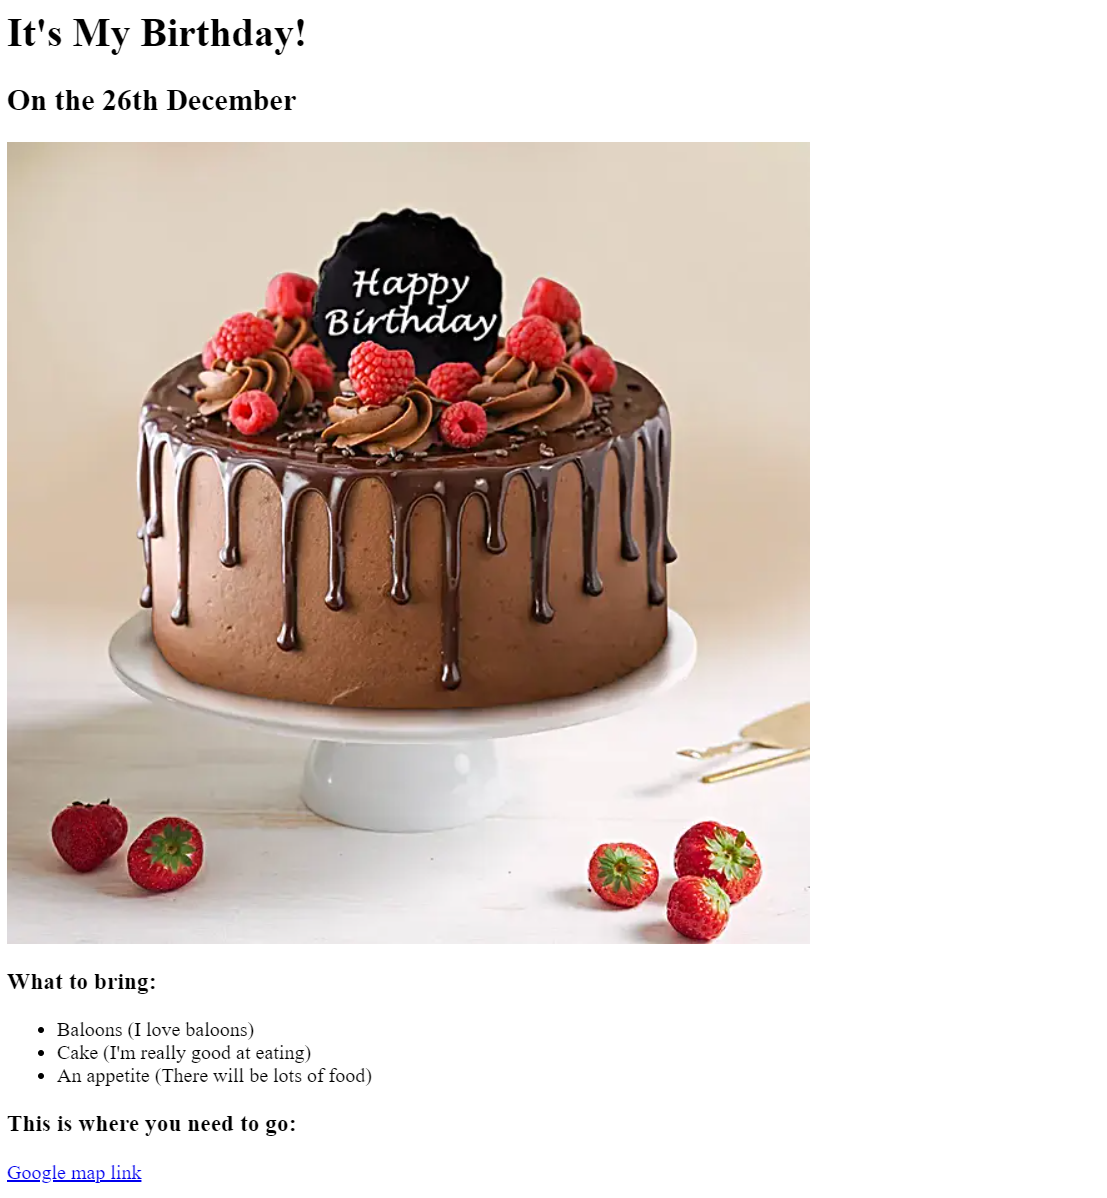 It's My Birthday!
On the 26th December
Happy
Birthday
What to bring:
Baloons (I love baloons)
Cake (I'm really good at eating)
An appetite (There will be lots of food)
This is where you need to go:
Google map link